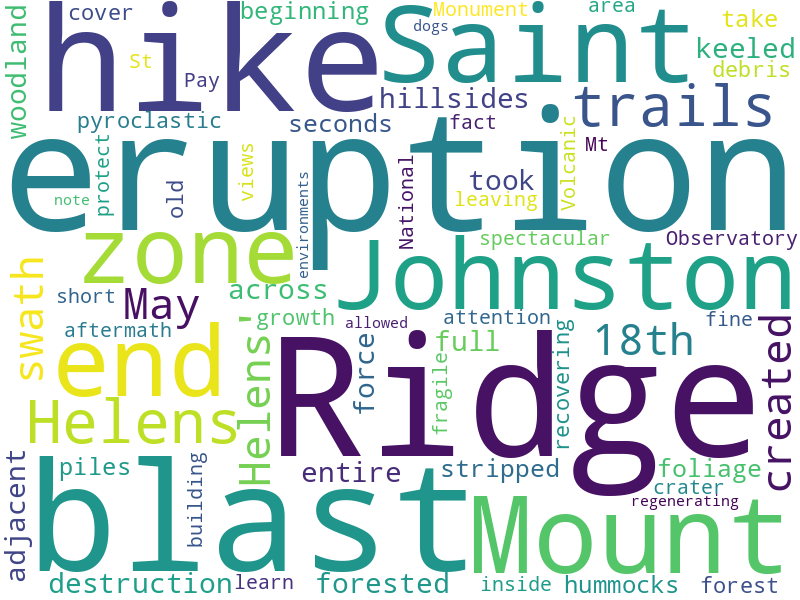 cover
beginning
Monument
area
hike
Saint
dogs
take
woodland
St
Pay
keeled
debris
hillsides
trails
pyroclastic
seconds
fact
Mt
eruption
protect
views
Volcanic
note
old
environments
National
took
leaving
zone
Johnston
spectacular
Observatory
swath
short
May
across
aftermath
growth
allowed
attention
fine
end
Helens'
Ridge
force
full
fragile
recovering
18th
created
Helens
blast
piles
entire
stripped
foliage
crater
regenerating
Mount
adjacent
building
destruction
learn
forested
inside
hummocks
forest